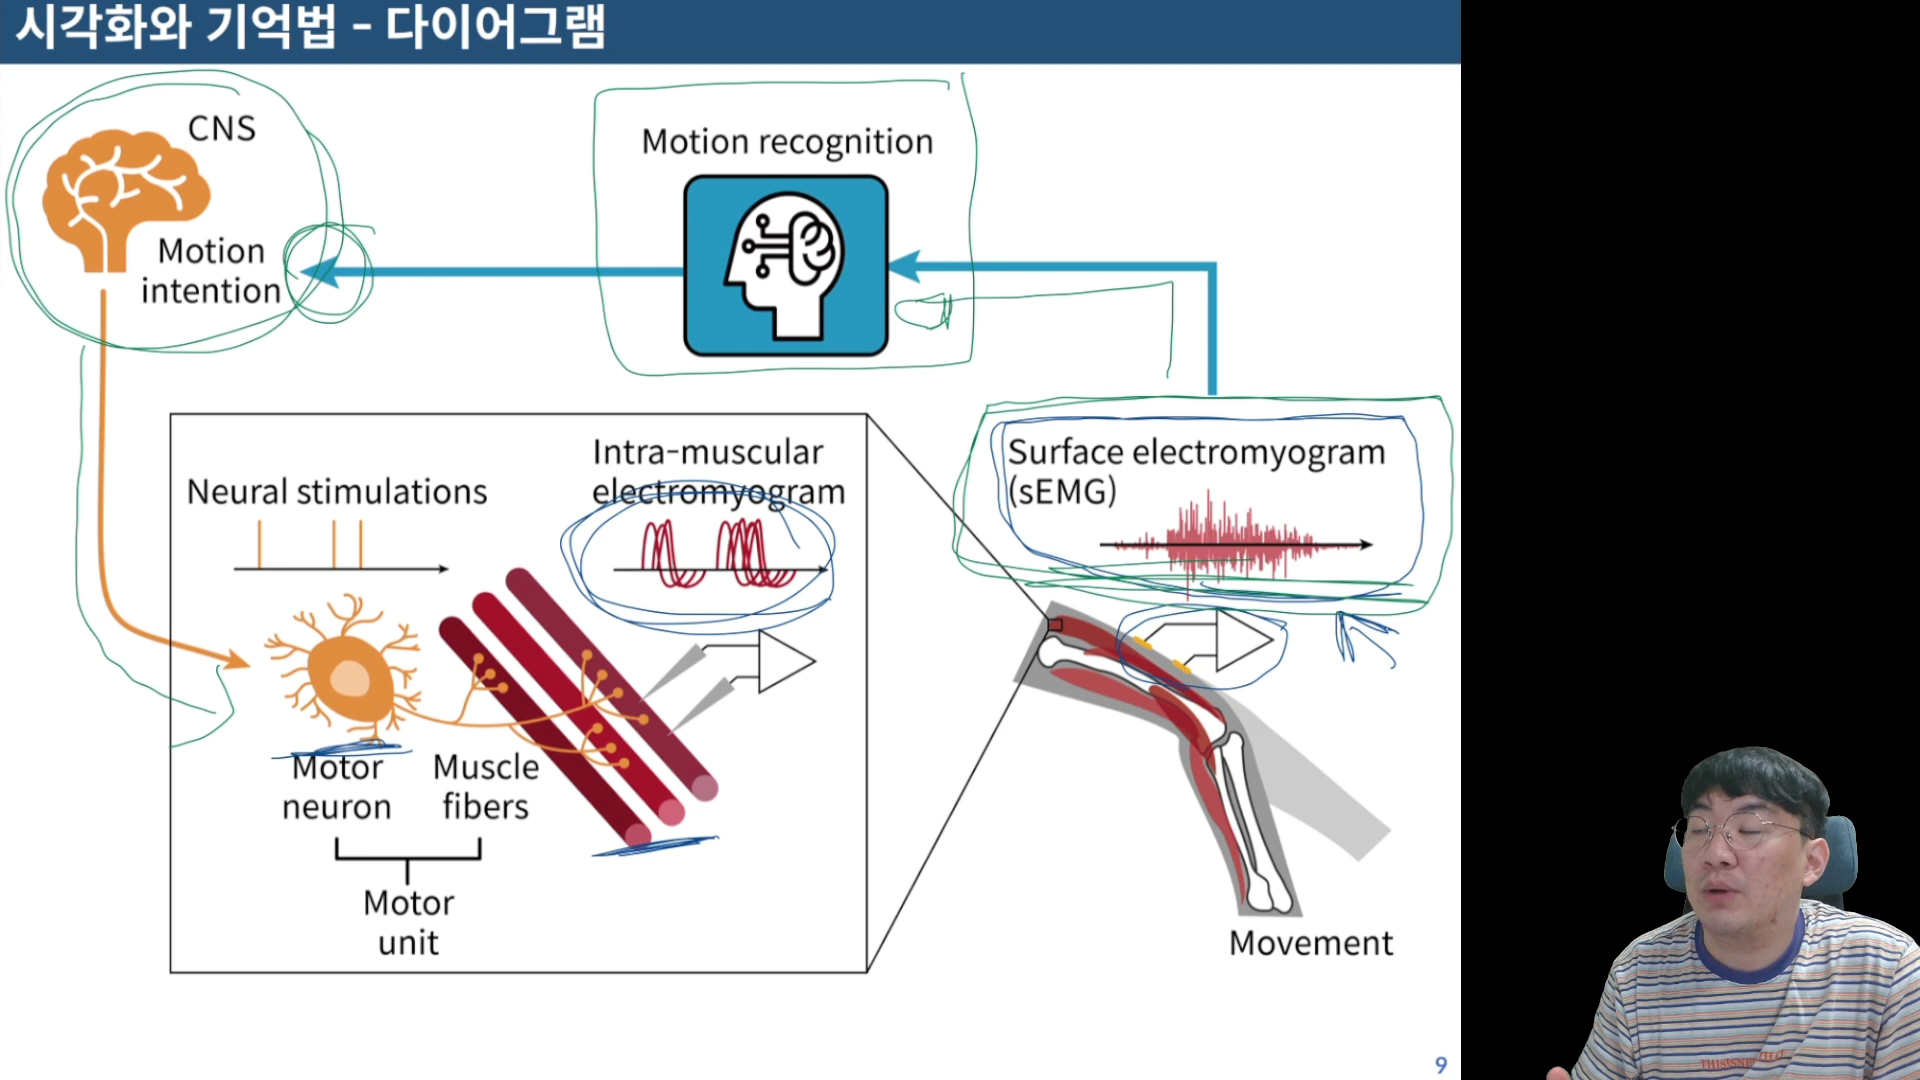 시각화와 기억법 - 다이어그램
CNS
Motion
intention
Motion recognition
Surface electromyogram
(sEMG)
Neural stimulations
Intra-muscular
electromyogram
Motor
neuron
Muscle
fibers
Motor
unit
Movement
9